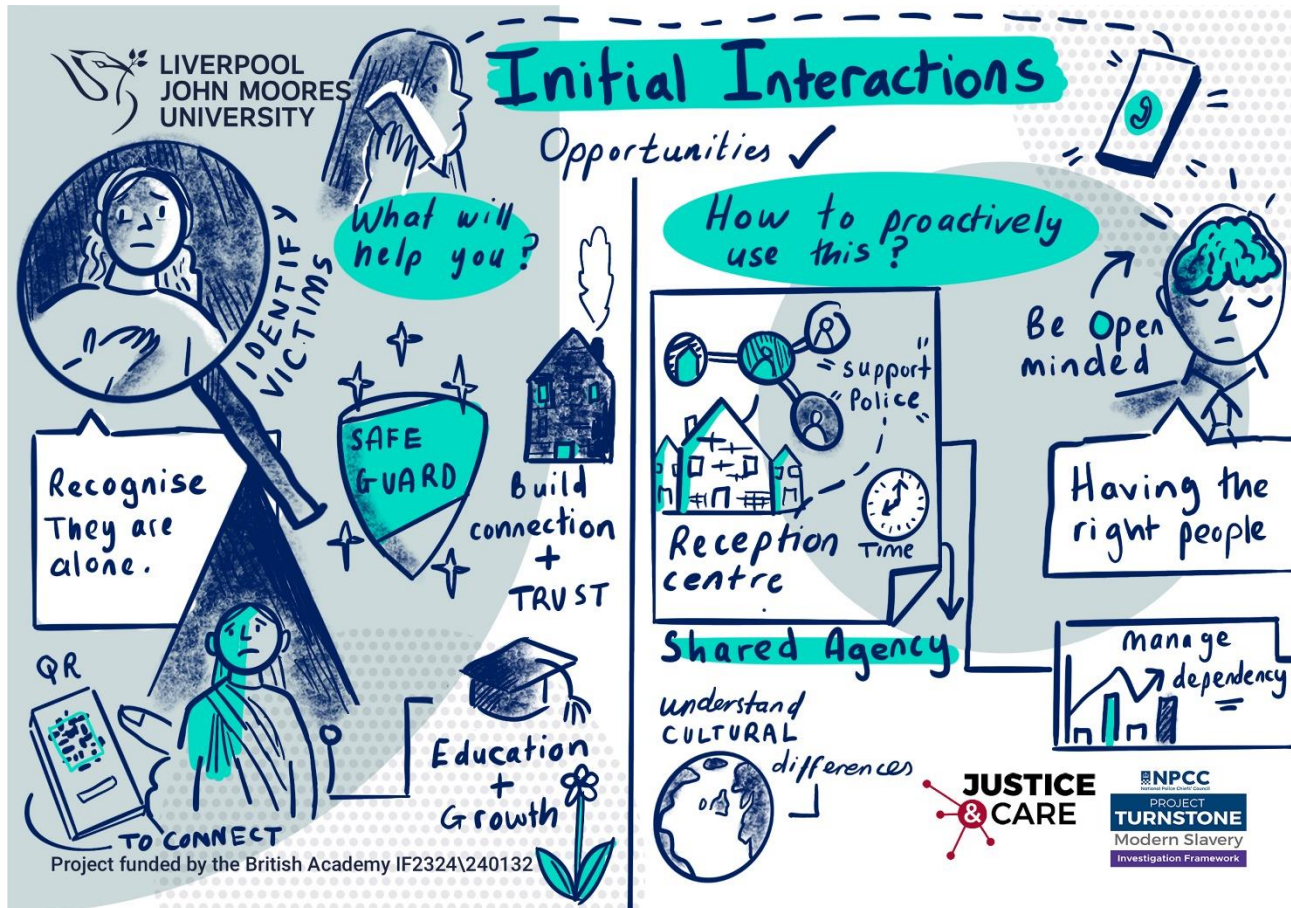 LIVERPOOL
JOHN MOORES
UNIVERSITY
Initial Interactions
Opportunities ✓
What will
help you?
IDENTIFY
VICTIMS
Recognise
They are
alone.
SAFE
GUARD
Build
connection
+
TRUST
QR
TO CONNECT
Education
+
Growth
Project funded by the British Academy IF2324\240132
How to proactively
use this?
Be Open
minded
"support"
"Police"
Reception
centre
Time
Having the
right people
Shared Agency
manage
dependency
understand
CULTURAL
differences
JUSTICE
& CARE
NPCC
National Police Chiefs' Council
PROJECT
TURNSTONE
Modern Slavery
Investigation Framework